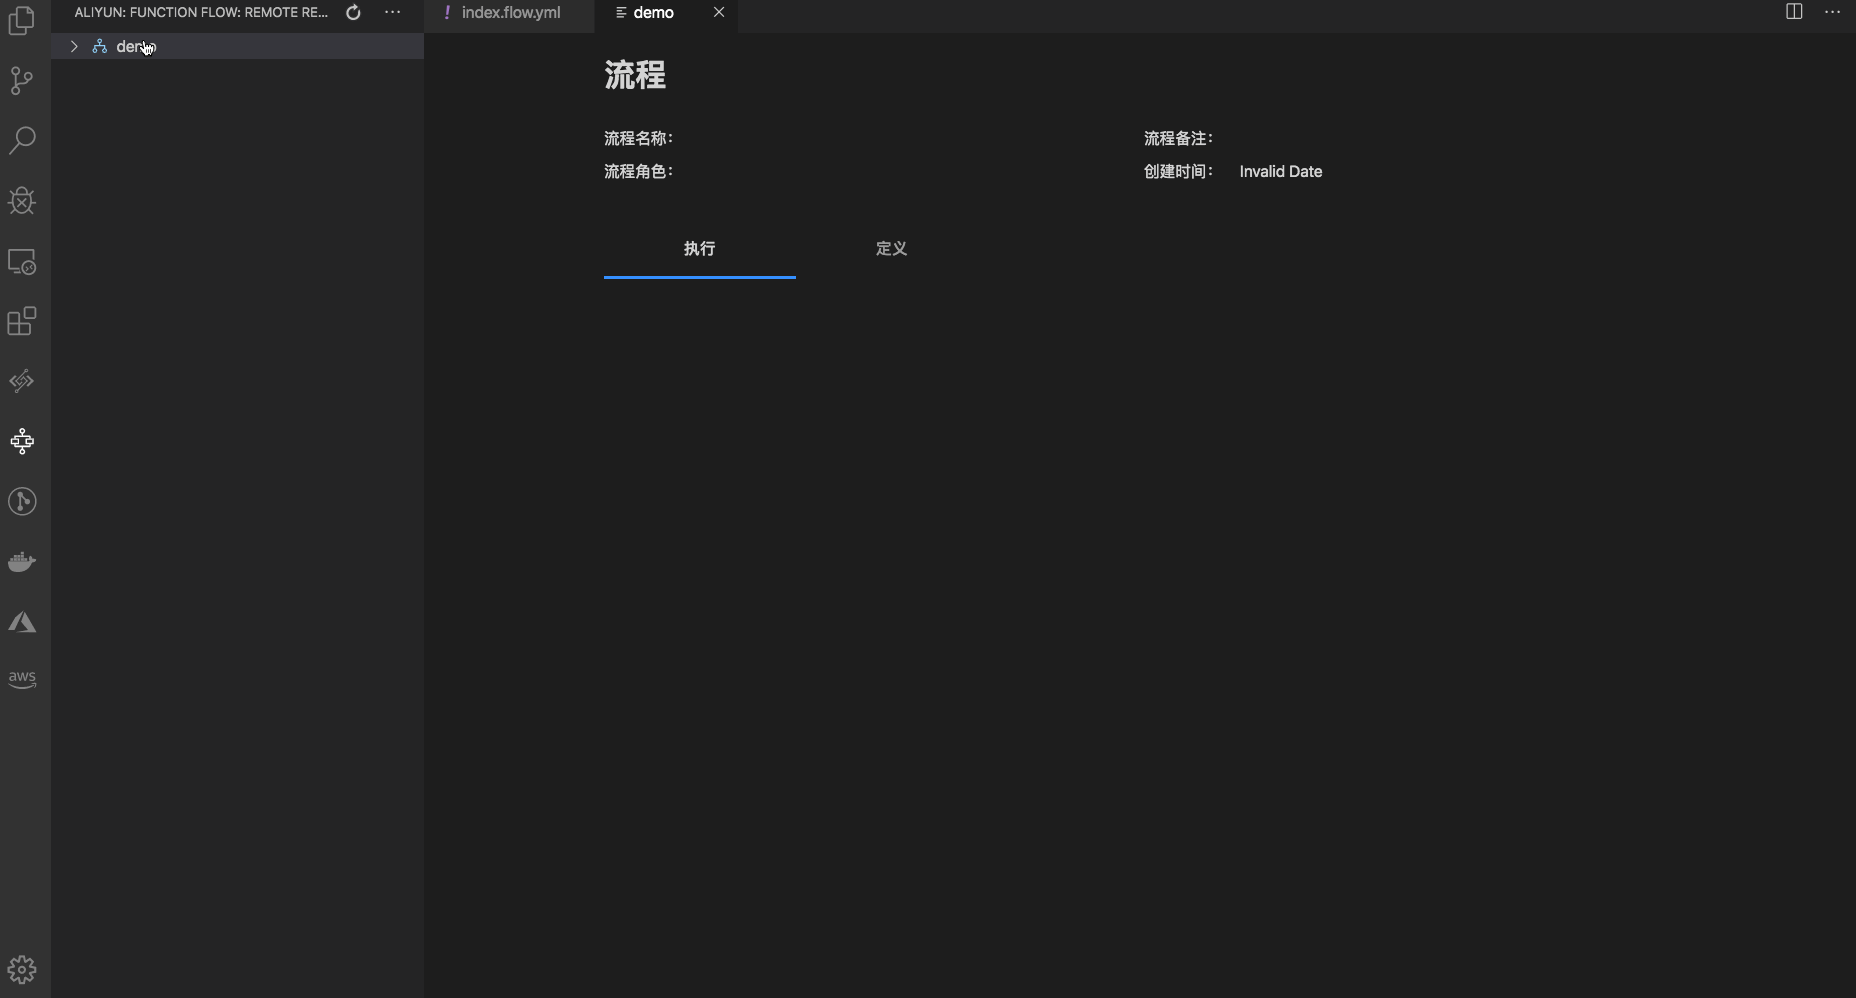 ALIYUN: FUNCTION FLOW: REMOTE RE...
demo
! index.flow.yml
demo
流程
流程名称：
流程备注：
流程角色：
创建时间： Invalid Date
执行
定义
aws